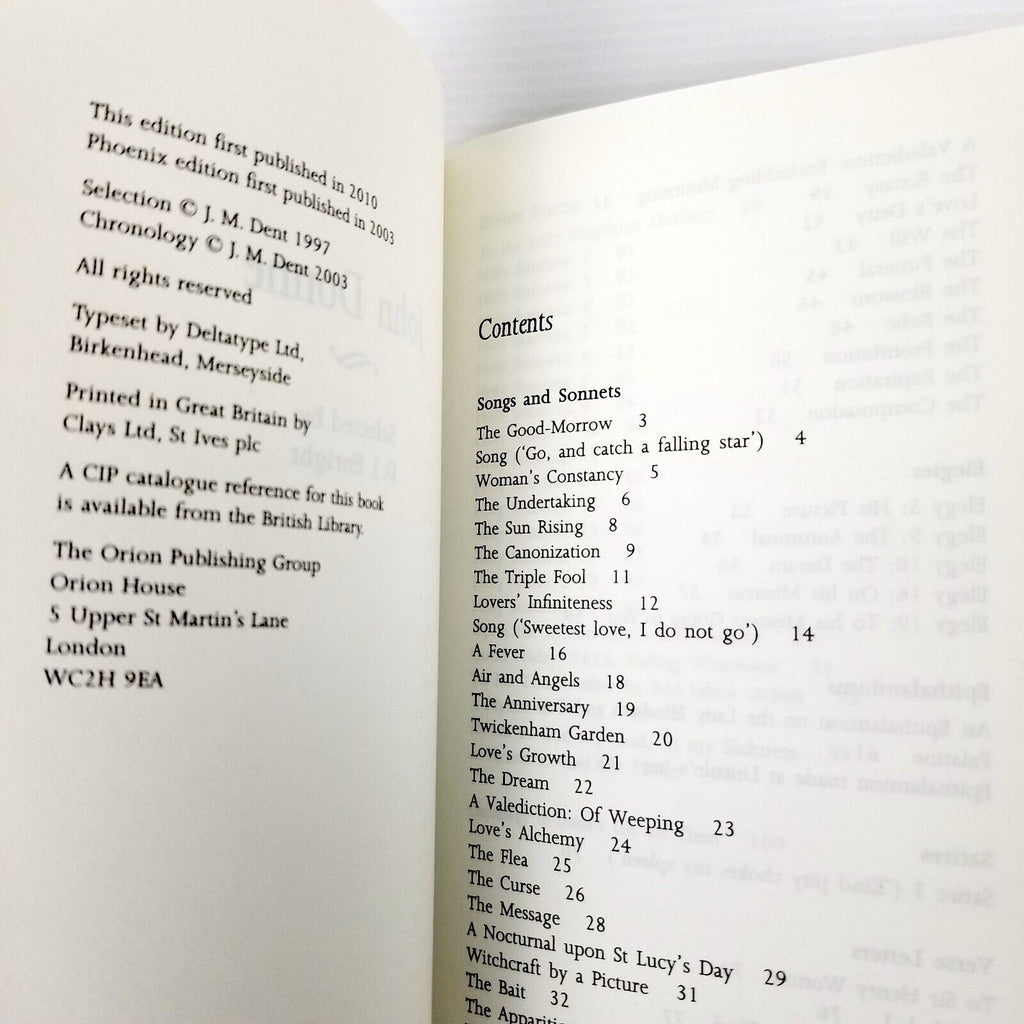 This edition first published in 2010
Phoenix edition first published in 2003
Selection © J. M. Dent 1997
Chronology © J. M. Dent 2003
All rights reserved
Typeset by Deltatype Ltd,
Birkenhead, Merseyside
Printed in Great Britain by
Clays Ltd, St Ives plc
A CIP catalogue reference for this book
is available from the British Library.
The Orion Publishing Group
Orion House
5 Upper St Martin's Lane
London
WC2H 9EA
Contents
Songs and Sonnets
The Good-Morrow 3
Song ('Go, and catch a falling star') 4
Woman's Constancy 5
The Undertaking 6
The Sun Rising 8
The Canonization 9
The Triple Fool 11
Lovers' Infiniteness 12
Song ('Sweetest love, I do not go') 14
A Fever 16
Air and Angels 18
The Anniversary 19
Twickenham Garden 20
Love's Growth 21
The Dream 22
A Valediction: Of Weeping 23
Love's Alchemy 24
The Flea 25
The Curse 26
The Message 28
A Nocturnal upon St Lucy's Day 29
Witchcraft by a Picture 31
The Bait 32
The